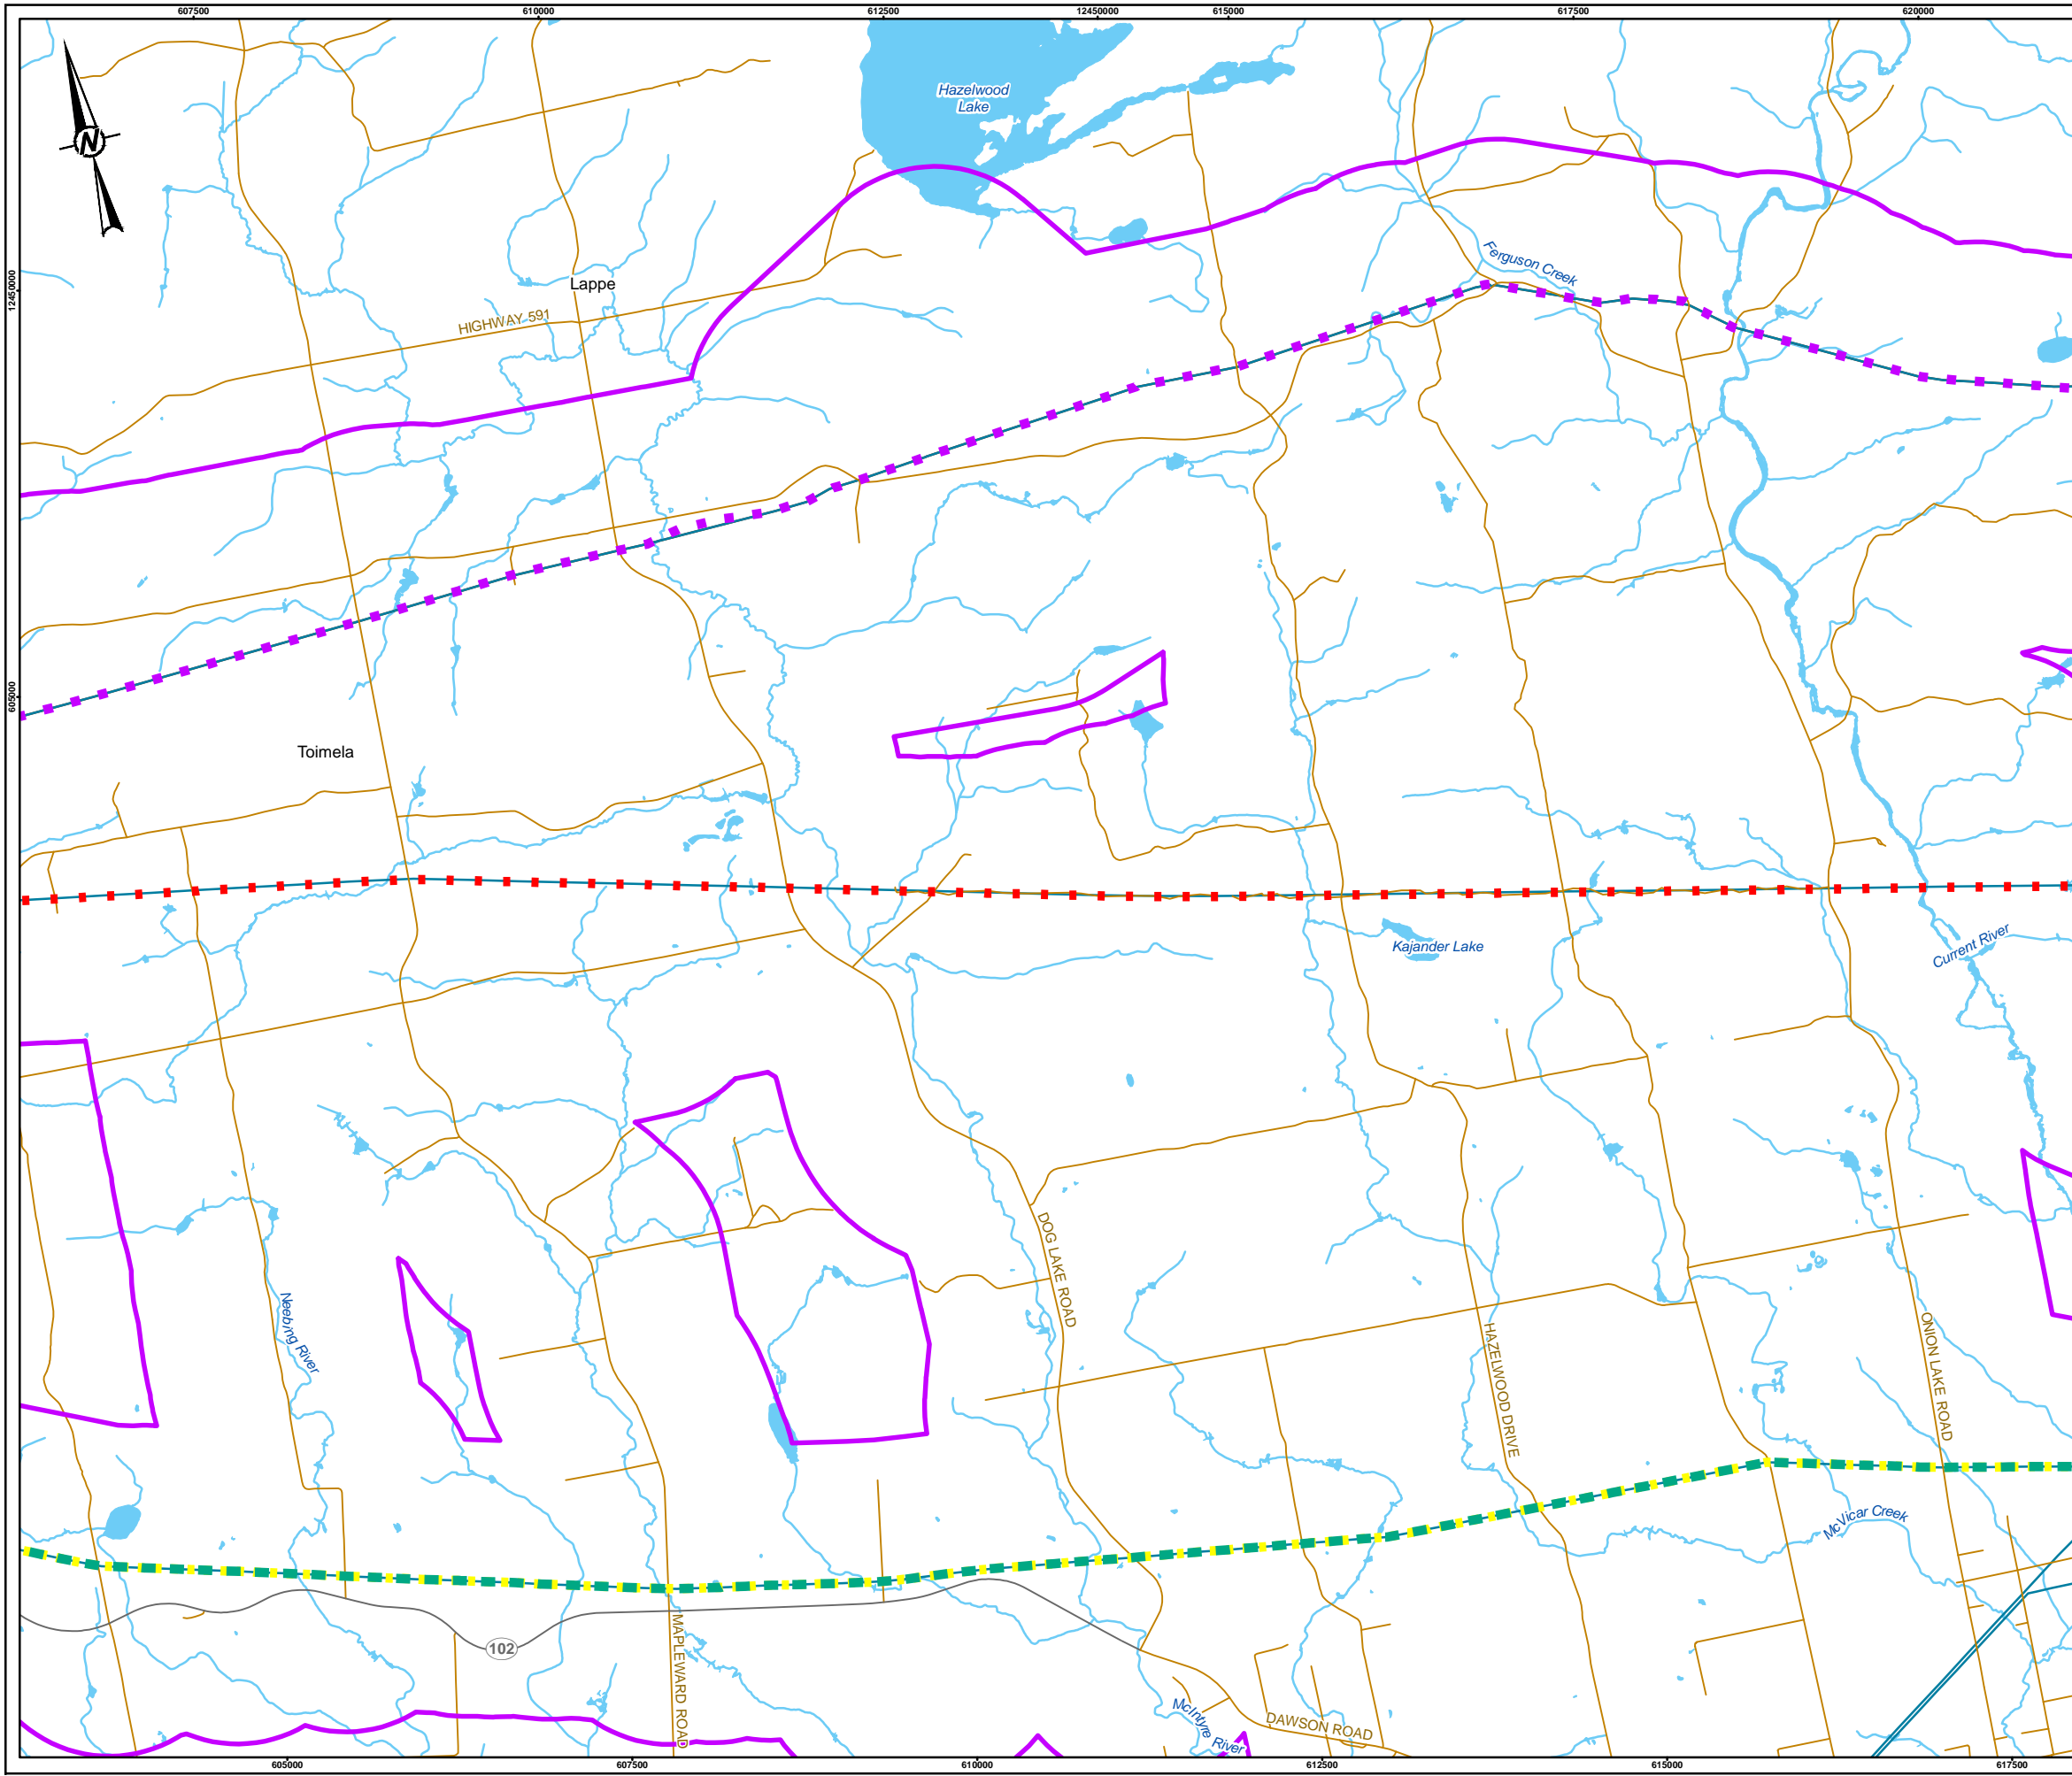 607500
610000
612500
12450000
615000
617500
620000
N
Hazelwood
Lake
Ferguson Creek
12450000
Lappe
HIGHWAY 591
605000
Toimela
Kajander Lake
Current River
DOG LAKE ROAD
Neebing River
HAZELWOOD DRIVE
ONION LAKE ROAD
McVicar Creek
102
MAPLEWARD ROAD
McIntyre River
DAWSON ROAD
605000
607500
610000
612500
615000
617500